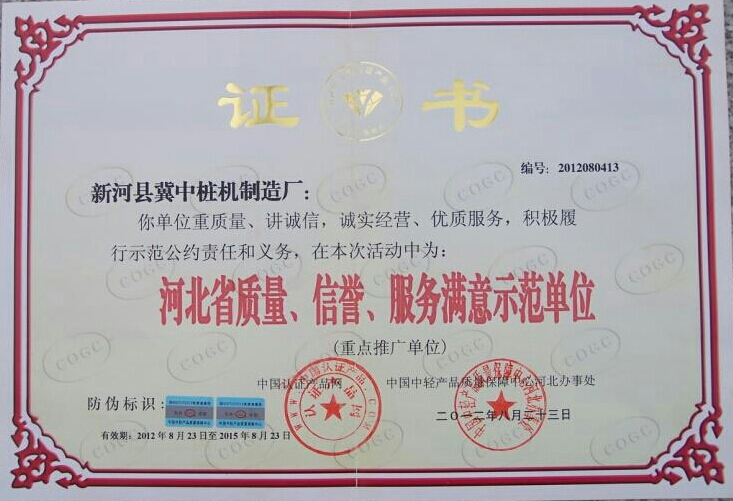 证书
编号：2012080413
新河县冀中桩机制造厂：
你单位重质量、讲诚信，诚实经营、优质服务，积极履
行示范公约责任和义务，在本次活动中为：
河北省质量、信誉、服务满意示范单位
（重点推广单位）
中国认证产品网
中国中轻产品质量保障中心河北办事处
防伪标识：
二〇一二年八月二十三日
有效期：2012年8月23日至2015年8月23日
COGC